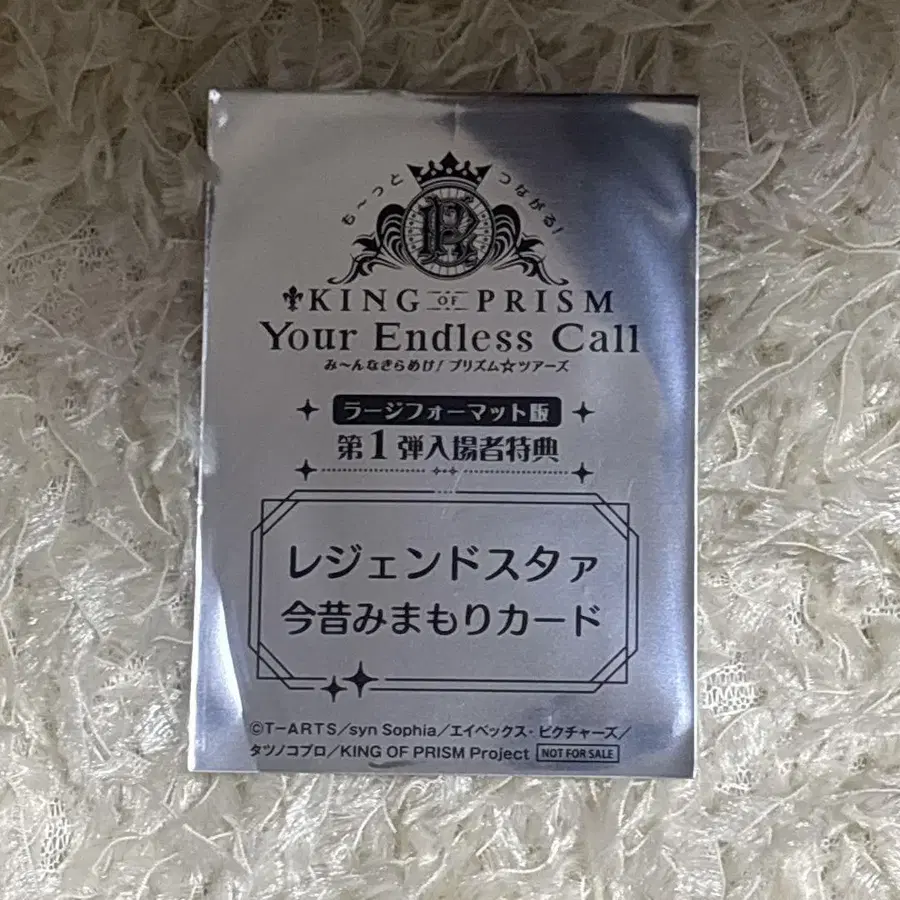 も〜っとつながる!
PR
KING OF PRISM
Your Endless Call
み〜んなきらめけ!プリズム☆ツアーズ
ラージフォーマット版
第1弾入場者特典
レジェンドスタァ
今昔みまもりカード
©T-ARTS/syn Sophia/エイベックス・ピクチャーズ/
タツノコプロ/KING OF PRISM Project NOT FOR SALE